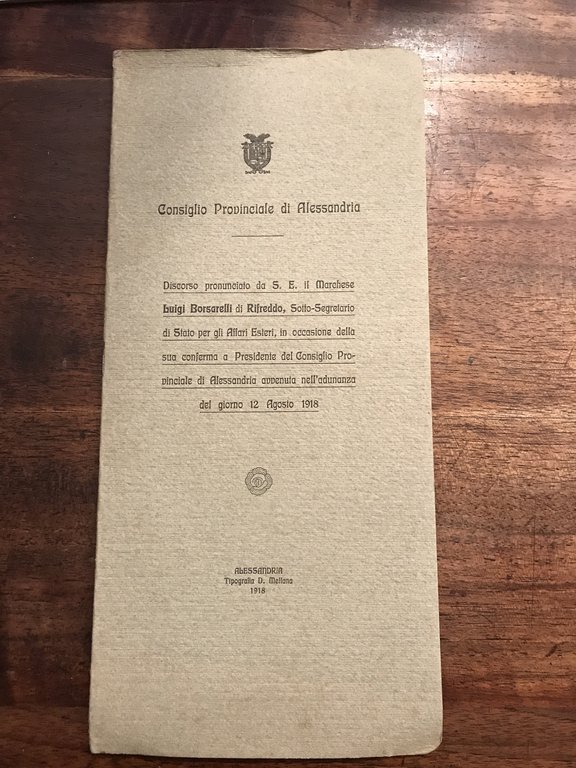 Consiglio Provinciale di Alessandria
Discorso pronunciato da S. E. il Marchese
Luigi Borsarelli di Rifreddo, Sotto-Segretario
di Stato per gli Affari Esteri, in occasione della
sua conferma a Presidente del Consiglio Pro-
vinciale di Alessandria avvenuta nell'adunanza
del giorno 12 Agosto 1918
ALESSANDRIA
Tipografia D. Mellana
1918